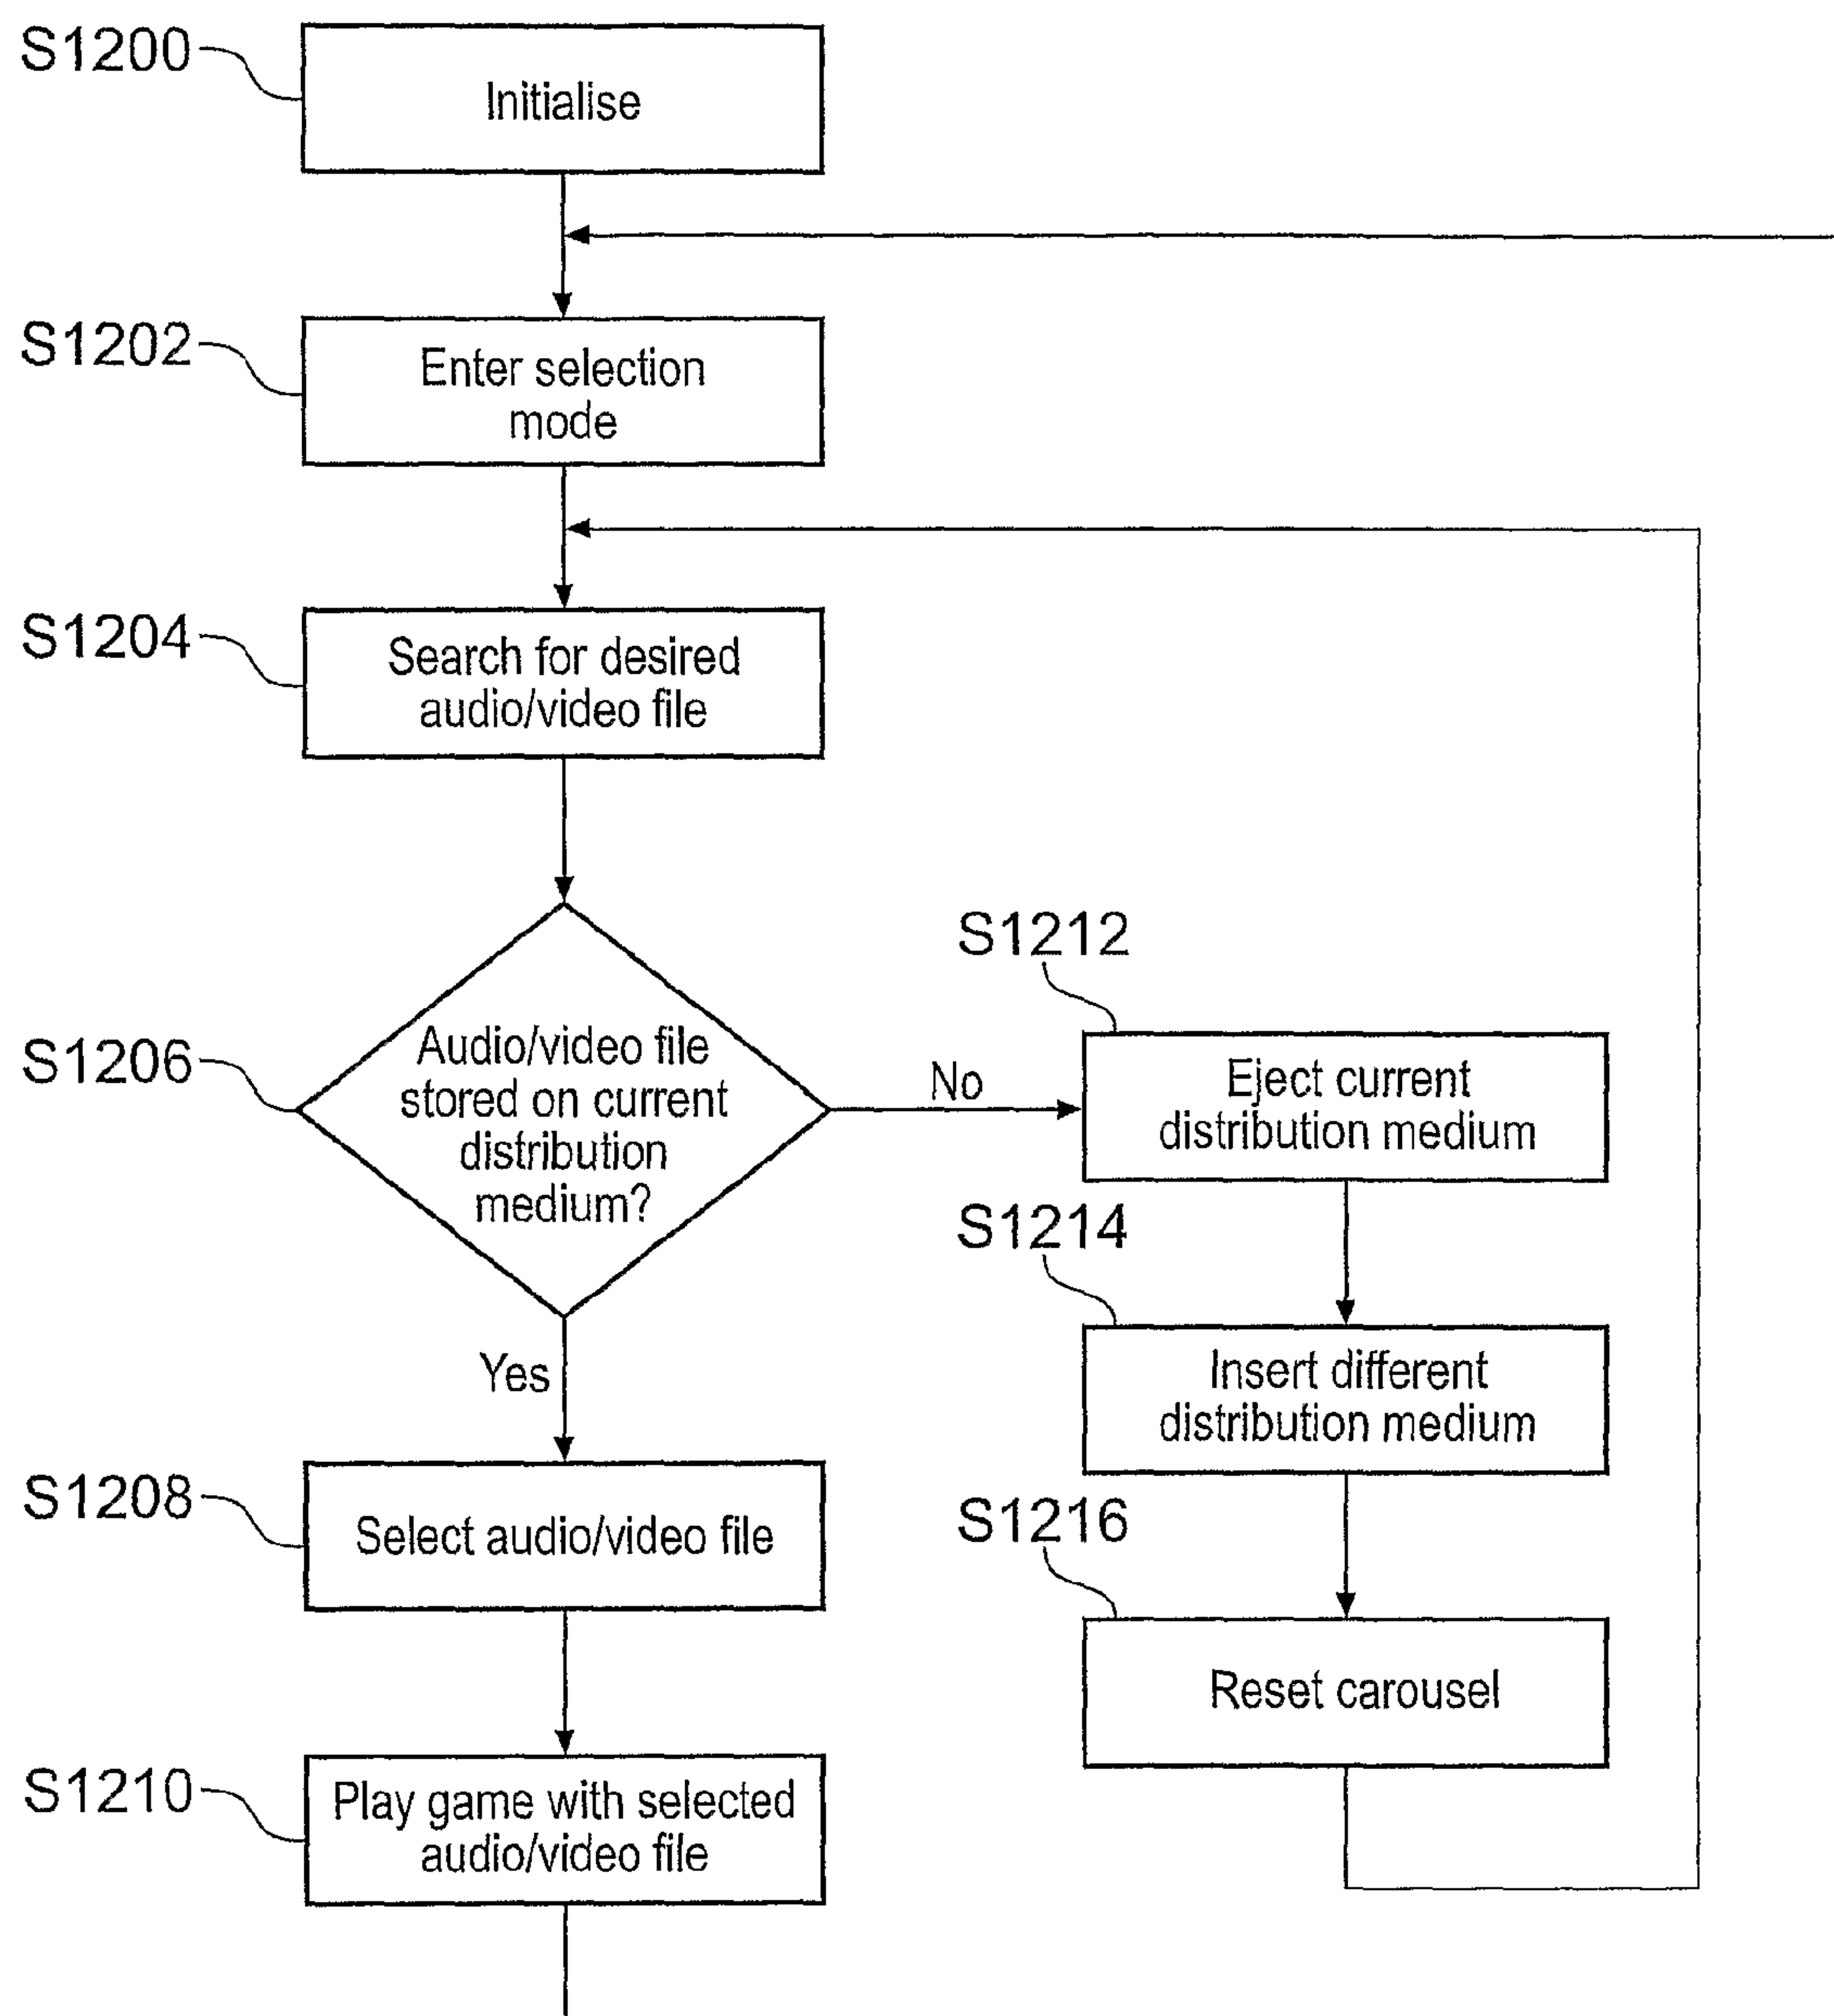 S1200
Initialise
S1202
Enter selection
mode
S1204
Search for desired
audio/video file
S1206
Audio/video file
stored on current
distribution
medium?
No
Yes
S1212
Eject current
distribution medium
S1214
Insert different
distribution medium
S1208
Select audio/video file
S1216
Reset carousel
S1210
Play game with selected
audio/video file